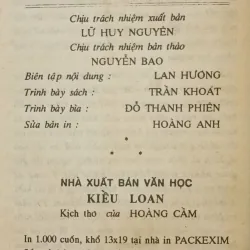 Chịu trách nhiệm xuất bản
LỮ HUY NGUYÊN
Chịu trách nhiệm bản thảo
NGUYỄN BAO
Biên tập nội dung : LAN HƯƠNG
Trình bày sách : TRẦN KHOÁT
Trình bày bìa : ĐỖ THANH PHIÊN
Sửa bản in : HOÀNG ANH
*
* *
NHÀ XUẤT BẢN VĂN HỌC
KIỀU LOAN
Kịch thơ của HOÀNG CẦM
In 1.000 cuốn, khổ 13x19 tại nhà in PACKEXIM